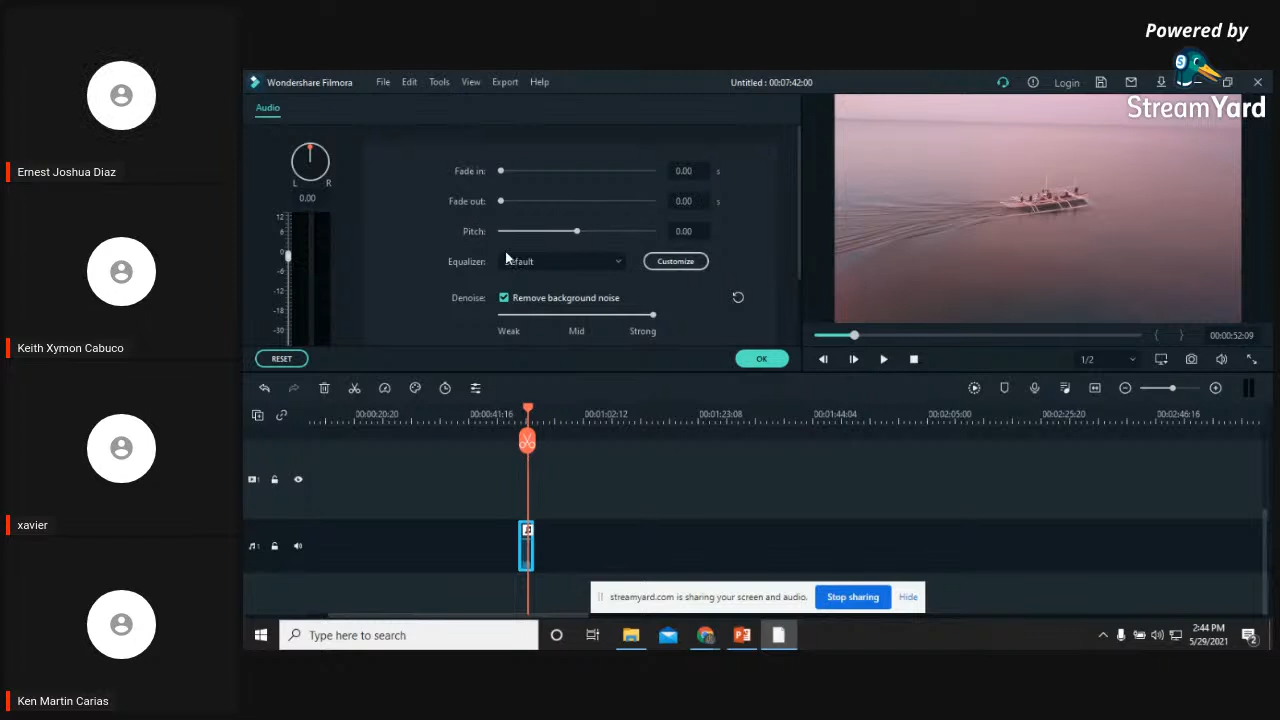 Powered by
StreamYard
Ernest Joshua Diaz
Keith Xymon Cabuco
xavier
Ken Martin Carias
Wondershare Filmora
File Edit Tools View Export Help
Untitled : 00:07:42:00
Login
Audio
L R
0.00
12
6
0
-6
-12
-18
-30
Fade in: 0.00 s
Fade out: 0.00 s
Pitch: 0.00
Equalizer: Customize
Denoise: Remove background noise
Weak Mid Strong
RESET
OK
00:00:52:09
1/2
00:00:20:20 00:00:41:16 00:01:02:12 00:01:23:08 00:01:44:04 00:02:05:00 00:02:25:20 00:02:46:16
streamyard.com is sharing your screen and audio. Stop sharing Hide
Type here to search
2:44 PM
5/29/2021
2